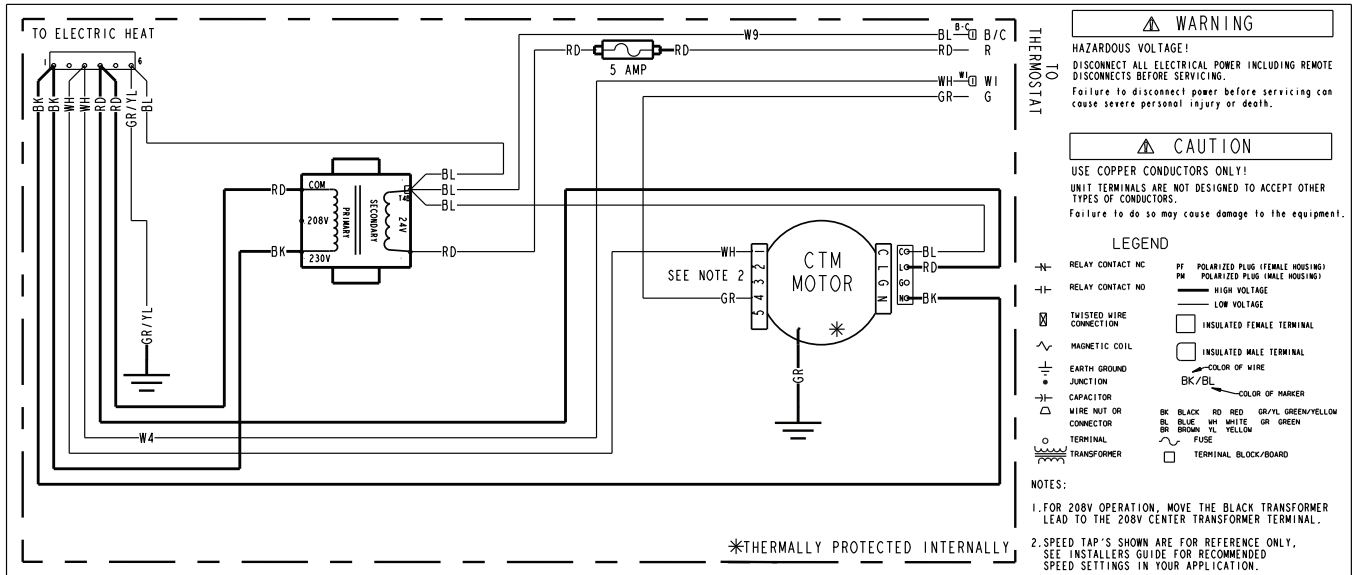 TO ELECTRIC HEAT
1 6
BK BK WH WH RD RD GR/YL BL
GR/YL
W4
RD
BK
COM
208V
230V
PRIMARY
SECONDARY
24V
BL
BL
BL
RD
RD
RD
5 AMP
W9
BL B-C 1 B/C
RD R
WH W1 1 W1
GR G
TO THERMOSTAT
SEE NOTE 2
WH
GR
1 2 3 4 5
CTM
MOTOR
C L G N
C BL
L RD
G
N BK
GR
*THERMALLY PROTECTED INTERNALLY
⚠ WARNING
HAZARDOUS VOLTAGE!
DISCONNECT ALL ELECTRICAL POWER INCLUDING REMOTE
DISCONNECTS BEFORE SERVICING.
Failure to disconnect power before servicing can
cause severe personal injury or death.
⚠ CAUTION
USE COPPER CONDUCTORS ONLY!
UNIT TERMINALS ARE NOT DESIGNED TO ACCEPT OTHER
TYPES OF CONDUCTORS.
Failure to do so may cause damage to the equipment.
LEGEND
RELAY CONTACT NC
RELAY CONTACT NO
TWISTED WIRE
CONNECTION
MAGNETIC COIL
EARTH GROUND
JUNCTION
CAPACITOR
WIRE NUT OR
CONNECTOR
TERMINAL
TRANSFORMER
PF POLARIZED PLUG (FEMALE HOUSING)
PM POLARIZED PLUG (MALE HOUSING)
HIGH VOLTAGE
LOW VOLTAGE
INSULATED FEMALE TERMINAL
INSULATED MALE TERMINAL
COLOR OF WIRE
BK/BL
COLOR OF MARKER
BK BLACK RD RED GR/YL GREEN/YELLOW
BL BLUE WH WHITE GR GREEN
BR BROWN YL YELLOW
FUSE
TERMINAL BLOCK/BOARD
NOTES:
1.FOR 208V OPERATION, MOVE THE BLACK TRANSFORMER
LEAD TO THE 208V CENTER TRANSFORMER TERMINAL.
2.SPEED TAP'S SHOWN ARE FOR REFERENCE ONLY,
SEE INSTALLERS GUIDE FOR RECOMMENDED
SPEED SETTINGS IN YOUR APPLICATION.